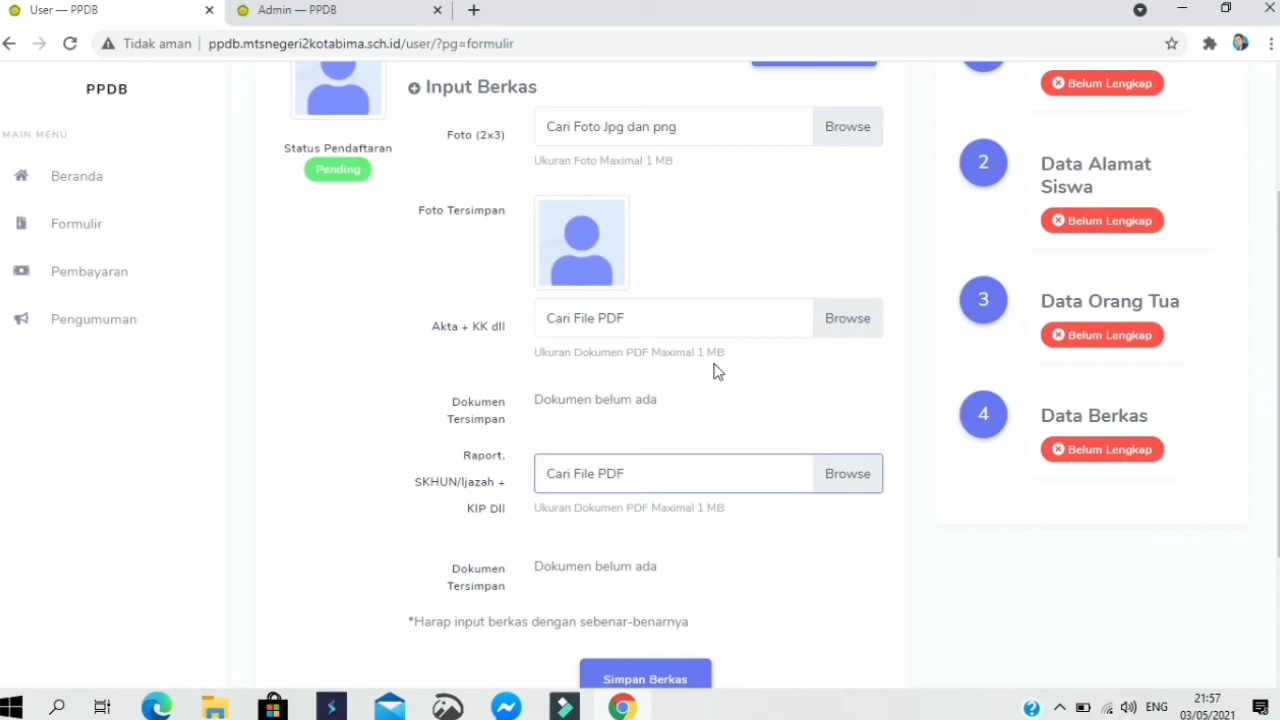 User — PPDB
Admin — PPDB
Tidak aman
ppdb.mtsnegeri2kotabima.sch.id/user/?pg=formulir
PPDB
MAIN MENU
Beranda
Formulir
Pembayaran
Pengumuman
Status Pendaftaran
Pending
Input Berkas
Foto (2x3)
Cari Foto Jpg dan png
Browse
Ukuran Foto Maximal 1 MB
Foto Tersimpan
Akta + KK dll
Cari File PDF
Browse
Ukuran Dokumen PDF Maximal 1 MB
Dokumen
Tersimpan
Dokumen belum ada
Raport,
SKHUN/Ijazah +
KIP Dll
Cari File PDF
Browse
Ukuran Dokumen PDF Maximal 1 MB
Dokumen
Tersimpan
Dokumen belum ada
*Harap input berkas dengan sebenar-benarnya
Simpan Berkas
Belum Lengkap
2
Data Alamat
Siswa
Belum Lengkap
3
Data Orang Tua
Belum Lengkap
4
Data Berkas
Belum Lengkap
ENG
21:57
03/05/2021